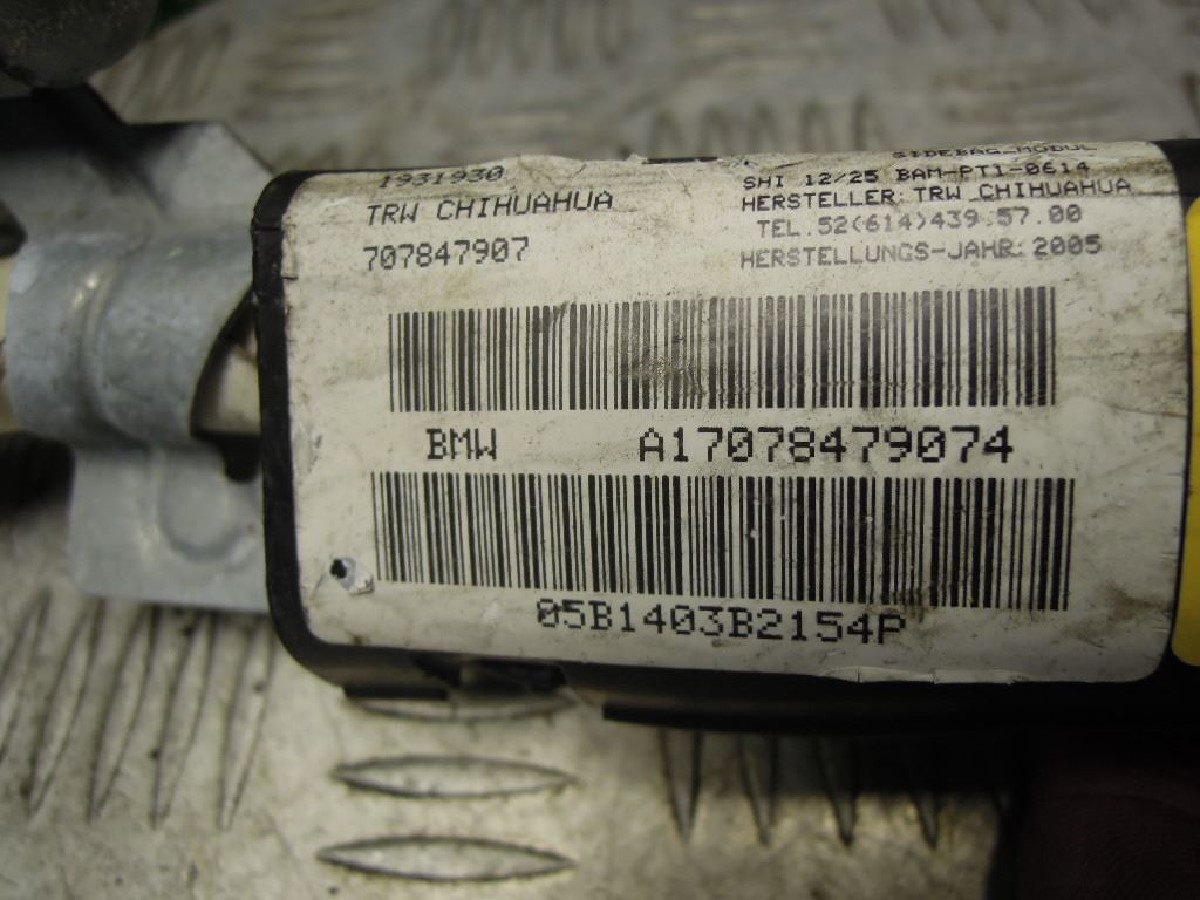 1931930
TRW CHIHUAHUA
707847907
SIDEBAG-MODUL
SHI 12/25 BAM-PT1-0614
HERSTELLER: TRW CHIHUAHUA
TEL.52(614)439.57.00
HERSTELLUNGS-JAHR: 2005
BMW A17078479074
05B1403B2154P